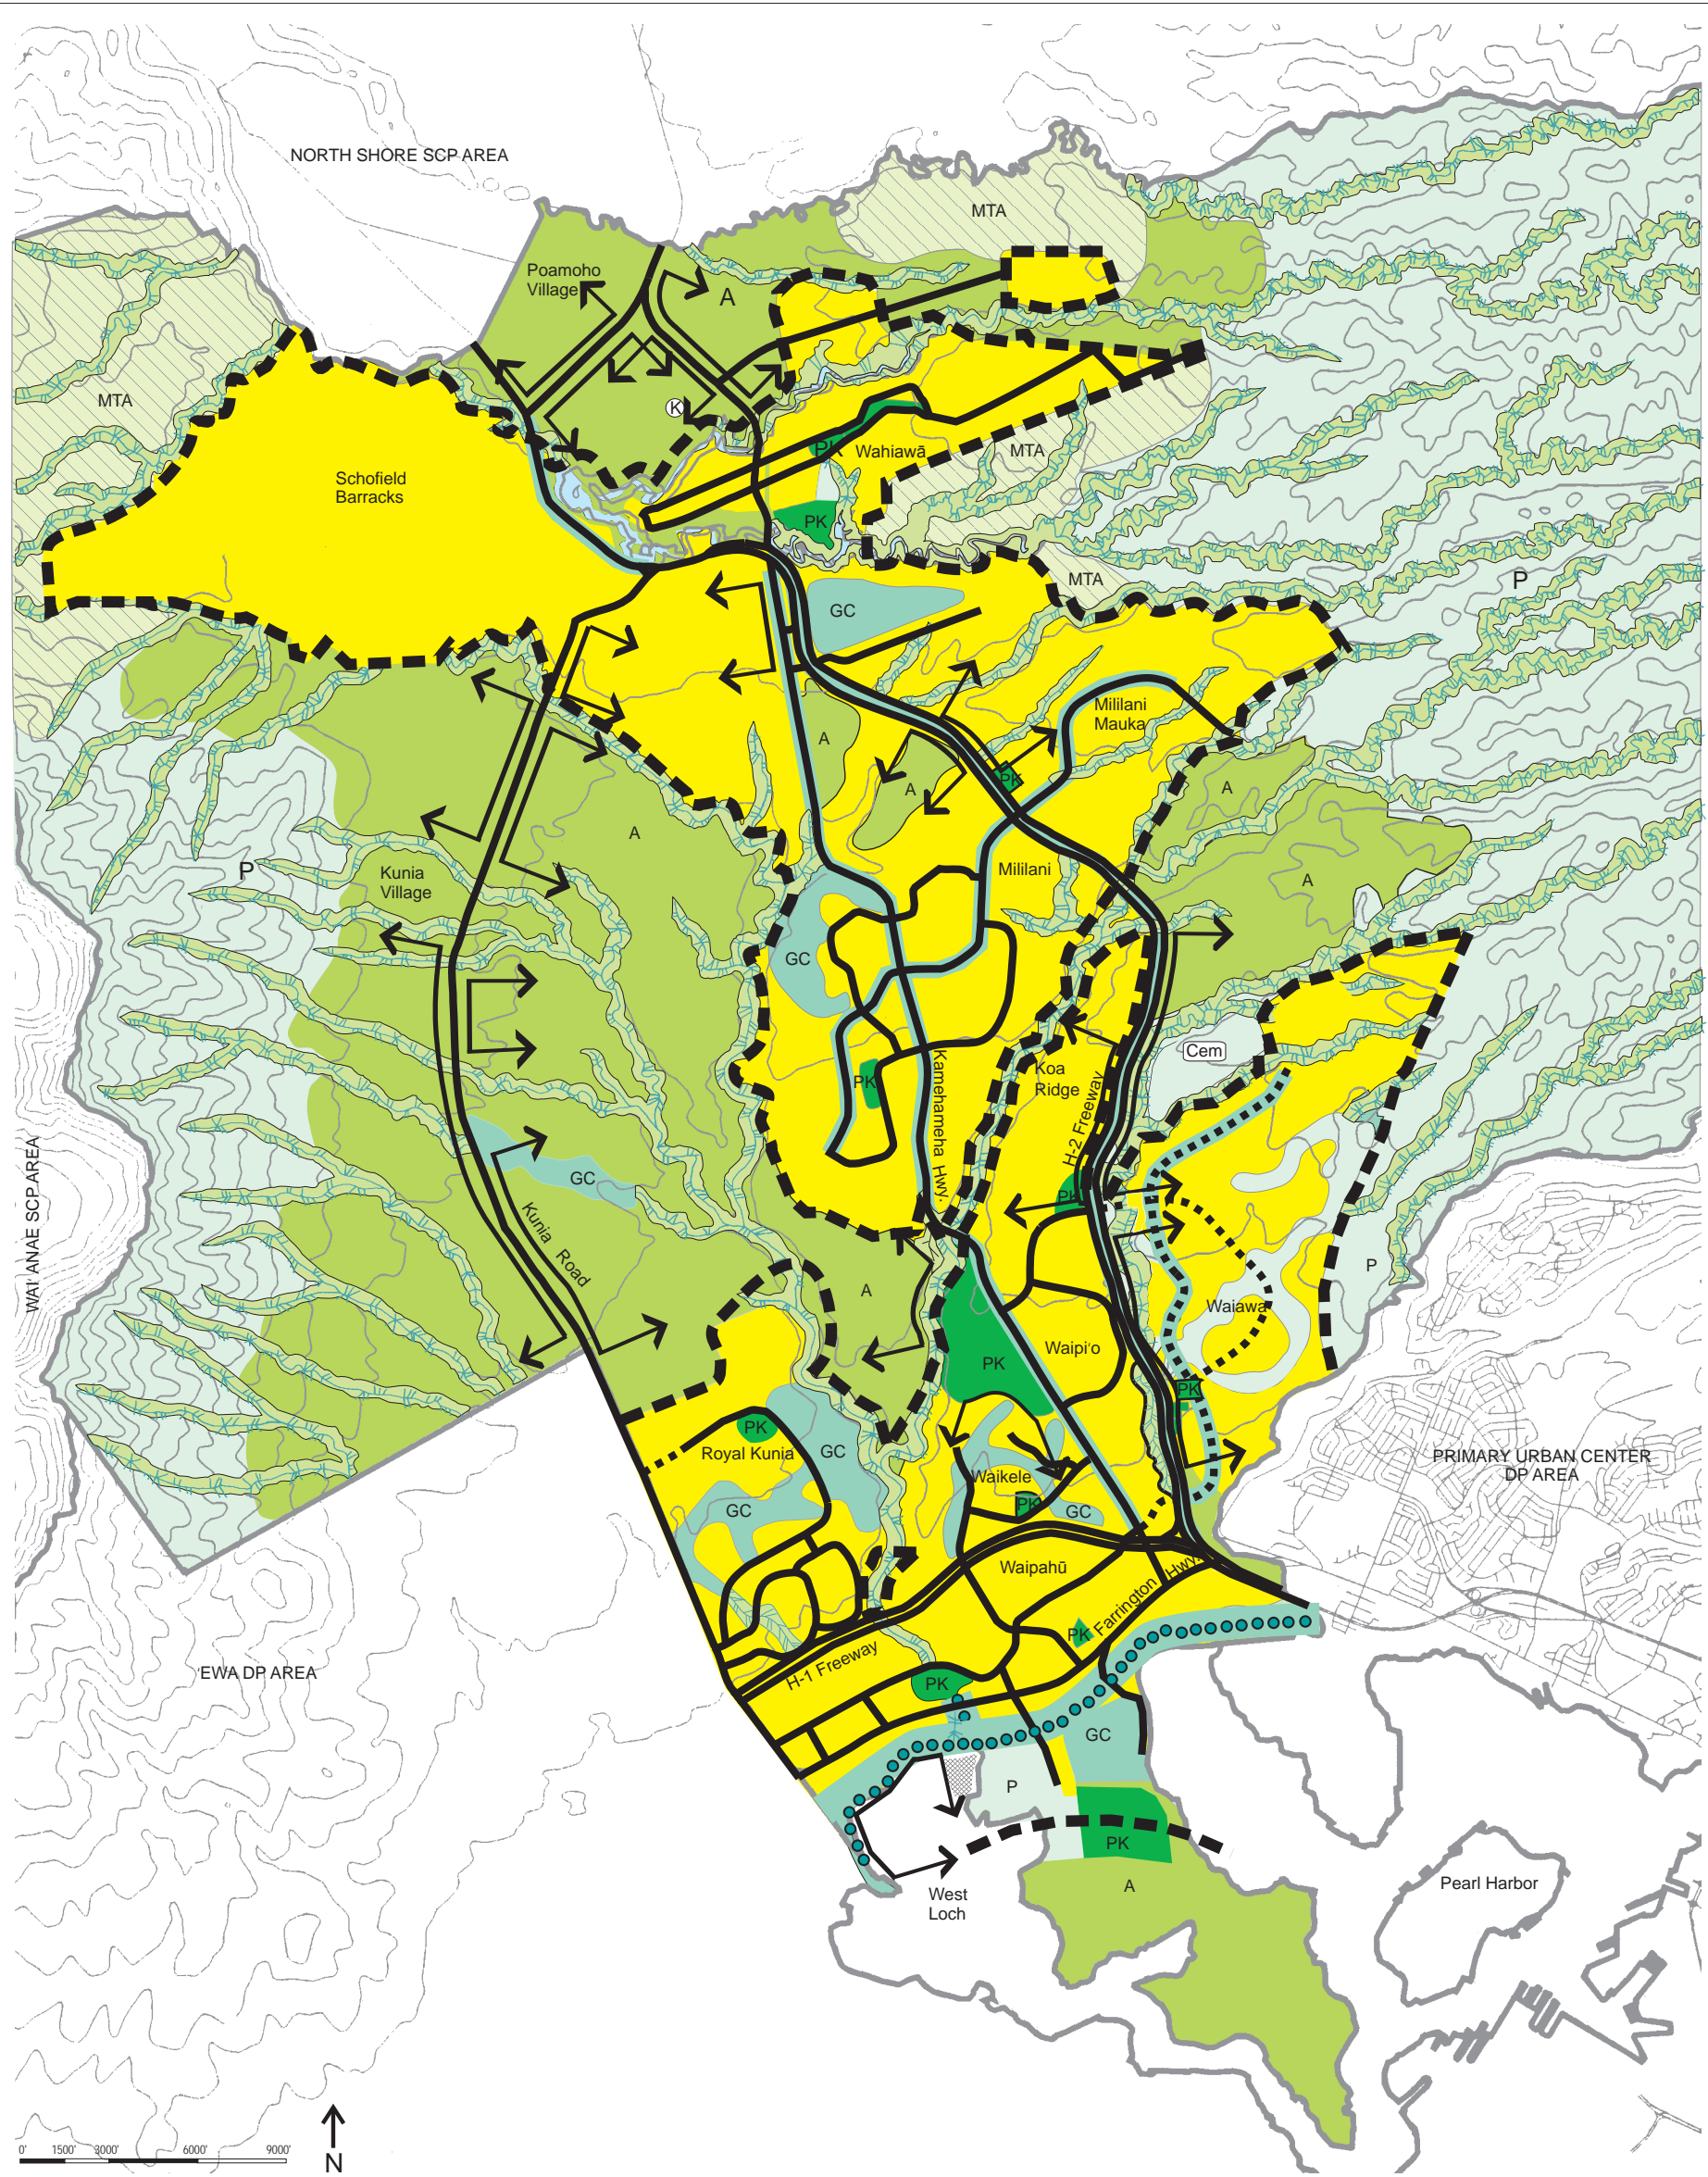 NORTH SHORE SCP AREA
MTA
Poamoho
Village
A
MTA
K
PK
Wahiawā
MTA
Schofield
Barracks
PK
MTA
P
GC
Mililani
Mauka
A
PK
A
A
A
P
Kunia
Village
Mililani
A
GC
Cem
Koa
Ridge
PK
Kamehameha Hwy.
H-2 Freeway
WAI'ANAE SCP AREA
GC
PK
Kunia Road
P
A
Waiawa
Waipi'o
PK
PK
PK
Royal Kunia
GC
PRIMARY URBAN CENTER
DP AREA
Waikele
PK
GC
GC
Waipahū
Farrington Hwy.
PK
H-1 Freeway
EWA DP AREA
PK
GC
P
PK
West
Loch
A
Pearl Harbor
0' 1500' 3000' 6000' 9000'
N